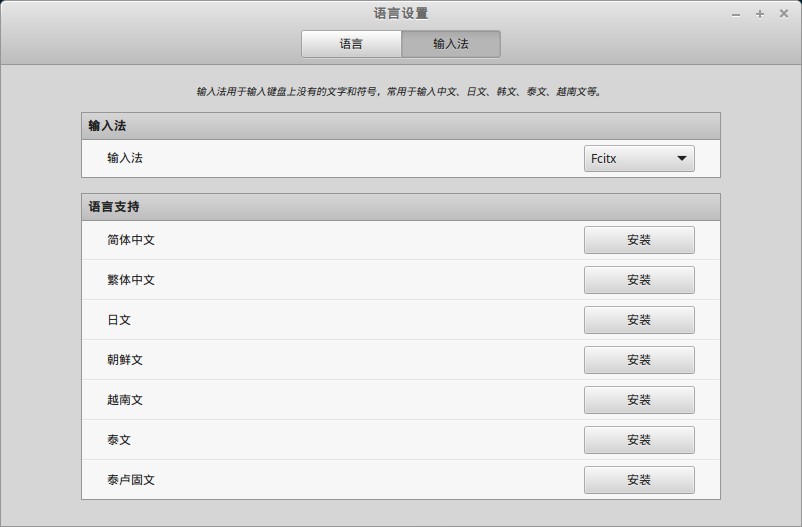 语言设置
语言 输入法
输入法用于输入键盘上没有的文字和符号，常用于输入中文、日文、韩文、泰文、越南文等。
输入法
输入法 Fcitx
语言支持
简体中文 安装
繁体中文 安装
日文 安装
朝鲜文 安装
越南文 安装
泰文 安装
泰卢固文 安装